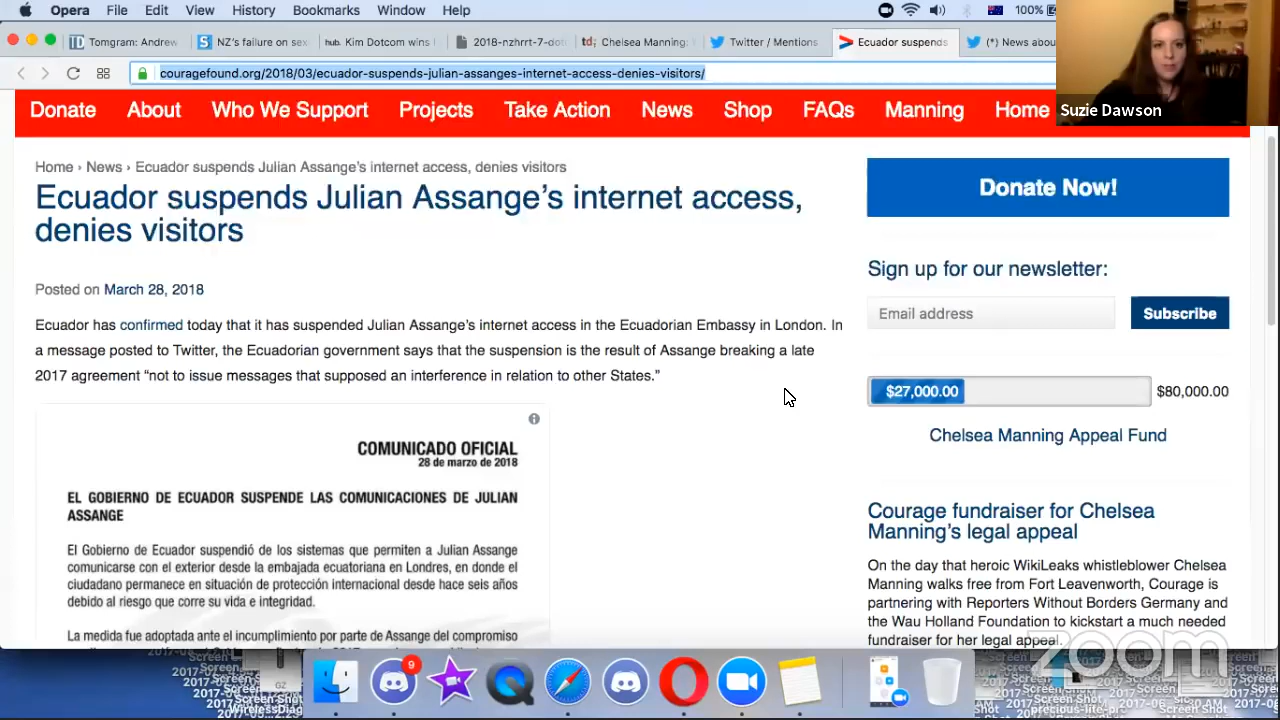 Opera File Edit View History Bookmarks Window Help 100%
Tomgram: Andrew NZ's failure on sex hub. Kim Dotcom wins 2018-nzhrrt-7-dot td; Chelsea Manning: Twitter / Mentions Ecuador suspends (*) News abou
couragefound.org/2018/03/ecuador-suspends-julian-assanges-internet-access-denies-visitors/
Suzie Dawson
Donate About Who We Support Projects Take Action News Shop FAQs Manning Home
Home › News › Ecuador suspends Julian Assange's internet access, denies visitors
Ecuador suspends Julian Assange's internet access,
denies visitors
Posted on March 28, 2018
Ecuador has confirmed today that it has suspended Julian Assange's internet access in the Ecuadorian Embassy in London. In
a message posted to Twitter, the Ecuadorian government says that the suspension is the result of Assange breaking a late
2017 agreement “not to issue messages that supposed an interference in relation to other States.”
COMUNICADO OFICIAL
28 de marzo de 2018
EL GOBIERNO DE ECUADOR SUSPENDE LAS COMUNICACIONES DE JULIAN
ASSANGE
El Gobierno de Ecuador suspendió de los sistemas que permiten a Julian Assange
comunicarse con el exterior desde la embajada ecuatoriana en Londres, en donde el
ciudadano permanece en situación de protección internacional desde hace seis años
debido al riesgo que corre su vida e integridad.
La medida fue adoptada ante el incumplimiento por parte de Assange del compromiso
Donate Now!
Sign up for our newsletter:
Email address Subscribe
$27,000.00 $80,000.00
Chelsea Manning Appeal Fund
Courage fundraiser for Chelsea
Manning's legal appeal
On the day that heroic WikiLeaks whistleblower Chelsea
Manning walks free from Fort Leavenworth, Courage is
partnering with Reporters Without Borders Germany and
the Wau Holland Foundation to kickstart a much needed
fundraiser for her legal appeal.
zoom
9